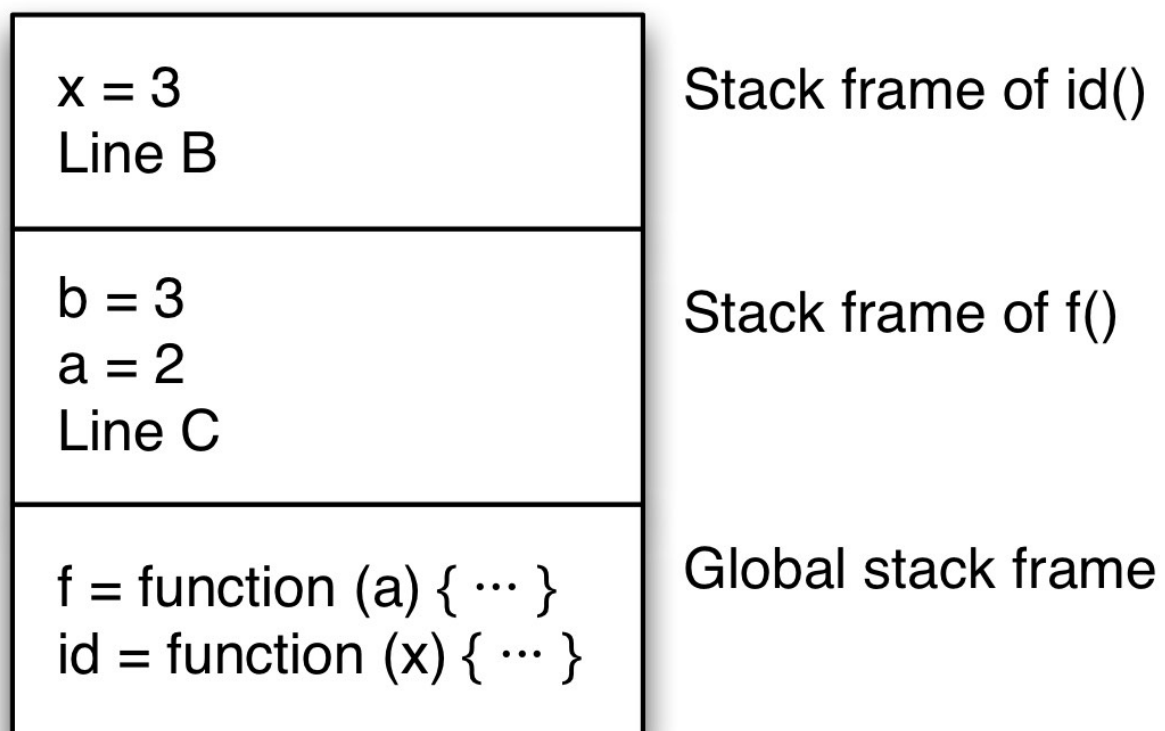 x = 3
Line B
Stack frame of id()
b = 3
a = 2
Line C
Stack frame of f()
f = function (a) { ··· }
id = function (x) { ··· }
Global stack frame